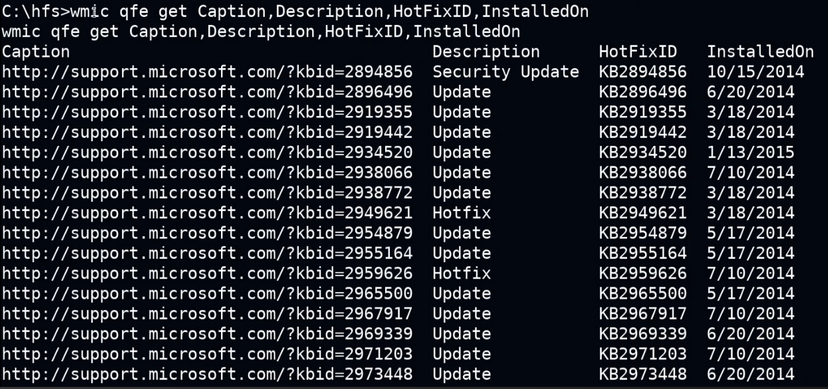 C:\hfs>wmic qfe get Caption,Description,HotFixID,InstalledOn
wmic qfe get Caption,Description,HotFixID,InstalledOn
Caption Description HotFixID InstalledOn
http://support.microsoft.com/?kbid=2894856 Security Update KB2894856 10/15/2014
http://support.microsoft.com/?kbid=2896496 Update KB2896496 6/20/2014
http://support.microsoft.com/?kbid=2919355 Update KB2919355 3/18/2014
http://support.microsoft.com/?kbid=2919442 Update KB2919442 3/18/2014
http://support.microsoft.com/?kbid=2934520 Update KB2934520 1/13/2015
http://support.microsoft.com/?kbid=2938066 Update KB2938066 7/10/2014
http://support.microsoft.com/?kbid=2938772 Update KB2938772 3/18/2014
http://support.microsoft.com/?kbid=2949621 Hotfix KB2949621 3/18/2014
http://support.microsoft.com/?kbid=2954879 Update KB2954879 5/17/2014
http://support.microsoft.com/?kbid=2955164 Update KB2955164 5/17/2014
http://support.microsoft.com/?kbid=2959626 Hotfix KB2959626 7/10/2014
http://support.microsoft.com/?kbid=2965500 Update KB2965500 5/17/2014
http://support.microsoft.com/?kbid=2967917 Update KB2967917 7/10/2014
http://support.microsoft.com/?kbid=2969339 Update KB2969339 6/20/2014
http://support.microsoft.com/?kbid=2971203 Update KB2971203 7/10/2014
http://support.microsoft.com/?kbid=2973448 Update KB2973448 6/20/2014